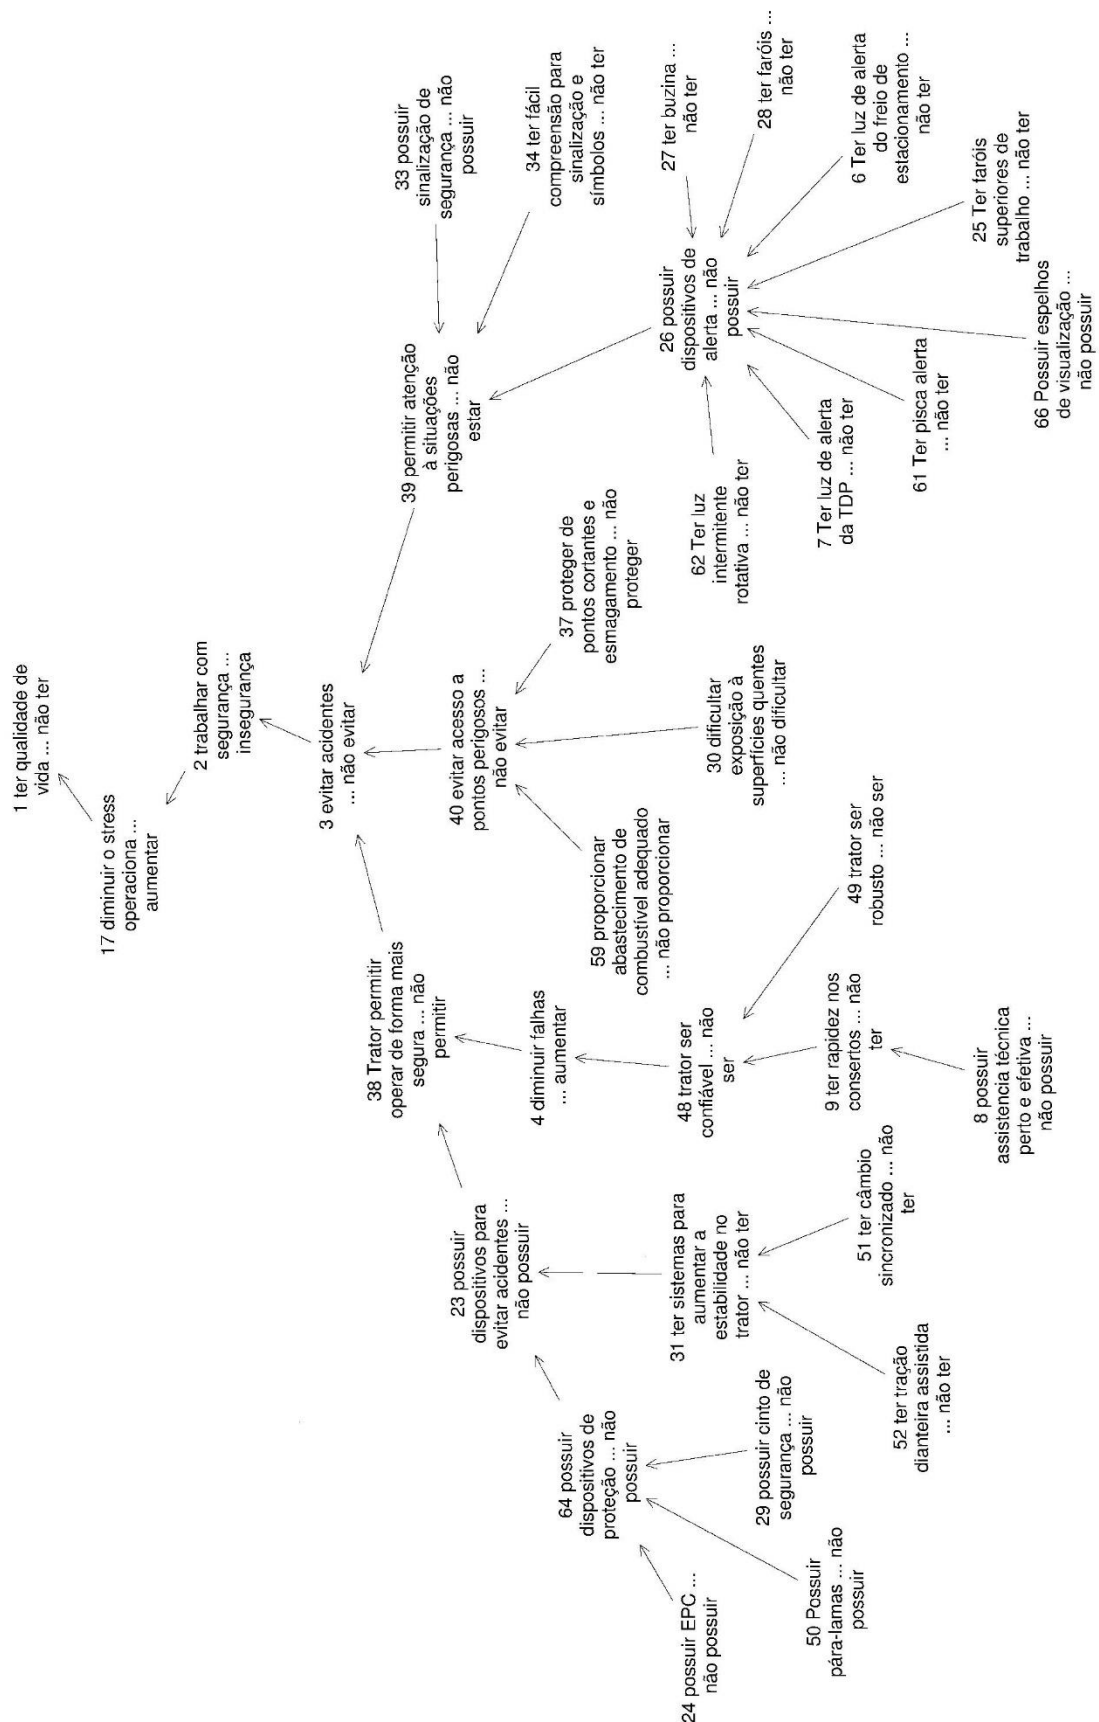 1 ter qualidade de
vida ... não ter
17 diminuir o stress
operaciona ...
aumentar
2 trabalhar com
segurança ...
insegurança
3 evitar acidentes
... não evitar
38 Trator permitir
operar de forma mais
segura ... não
permitir
39 permitir atenção
à situações
perigosas ... não
estar
33 possuir
sinalização de
segurança ... não
possuir
34 ter fácil
compreensão para
sinalização e
símbolos ... não ter
23 possuir
dispositivos para
evitar acidentes ...
não possuir
4 diminuir falhas
... aumentar
40 evitar acesso a
pontos perigosos ...
não evitar
37 proteger de
pontos cortantes e
esmagamento ... não
proteger
64 possuir
dispositivos de
proteção ... não
possuir
59 proporcionar
abastecimento de
combustível adequado
... não proporcionar
30 dificultar
exposição à
superfícies quentes
... não dificultar
26 possuir
dispositivos de
alerta ... não
possuir
27 ter buzina ...
não ter
28 ter faróis ...
não ter
6 Ter luz de alerta
do freio de
estacionamento ...
não ter
25 Ter faróis
superiores de
trabalho ... não ter
66 Possuir espelhos
de visualização ...
não possuir
61 Ter pisca alerta
... não ter
7 Ter luz de alerta
da TDP ... não ter
62 Ter luz
intermitente
rotativa ... não ter
24 possuir EPC ...
não possuir
50 Possuir
pára-lamas ... não
possuir
29 possuir cinto de
segurança ... não
possuir
31 ter sistemas para
aumentar a
estabilidade no
trator ... não ter
52 ter tração
dianteira assistida
... não ter
51 ter câmbio
sincronizado ... não
ter
48 trator ser
confiável ... não
ser
49 trator ser
robusto ... não ser
9 ter rapidez nos
consertos ... não
ter
8 possuir
assistencia técnica
perto e efetiva ...
não possuir